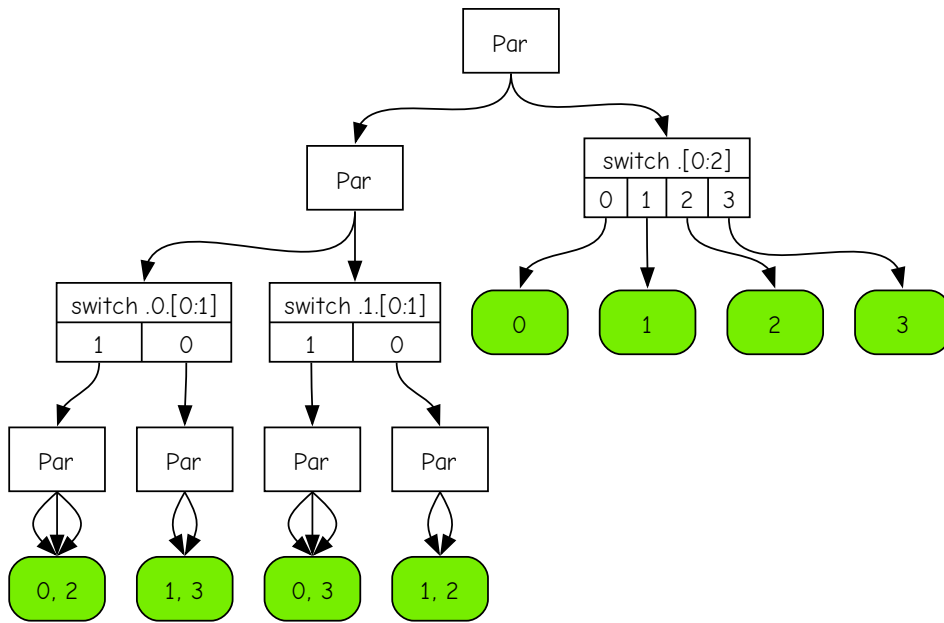 Par
Par
switch .[0:2]
0 1 2 3
switch .0.[0:1]
1 0
switch .1.[0:1]
1 0
0
1
2
3
Par
Par
Par
Par
0, 2
1, 3
0, 3
1, 2